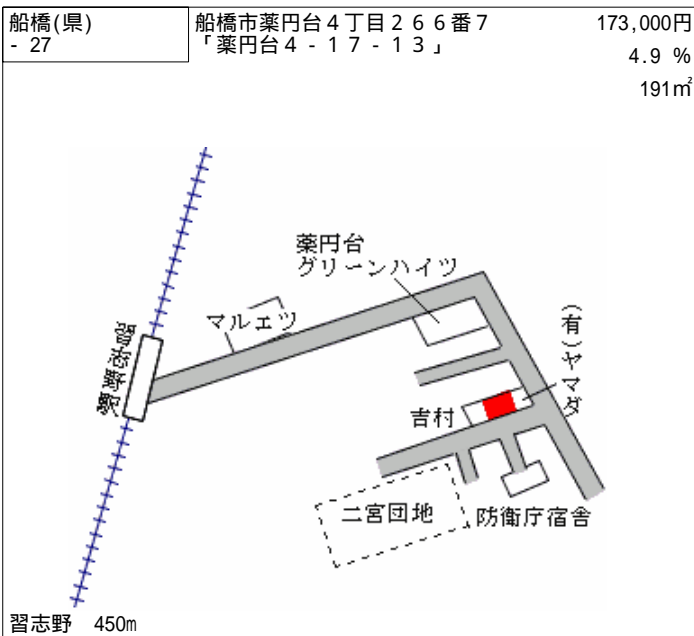 船橋(県)
- 27
船橋市薬円台４丁目２６６番７
「薬円台４-１７-１３」
173,000円
4.9 %
191㎡
薬円台
グリーンハイツ
マルエツ
(有)ヤマダ
吉村
二宮団地
防衛庁宿舎
習志野　450m